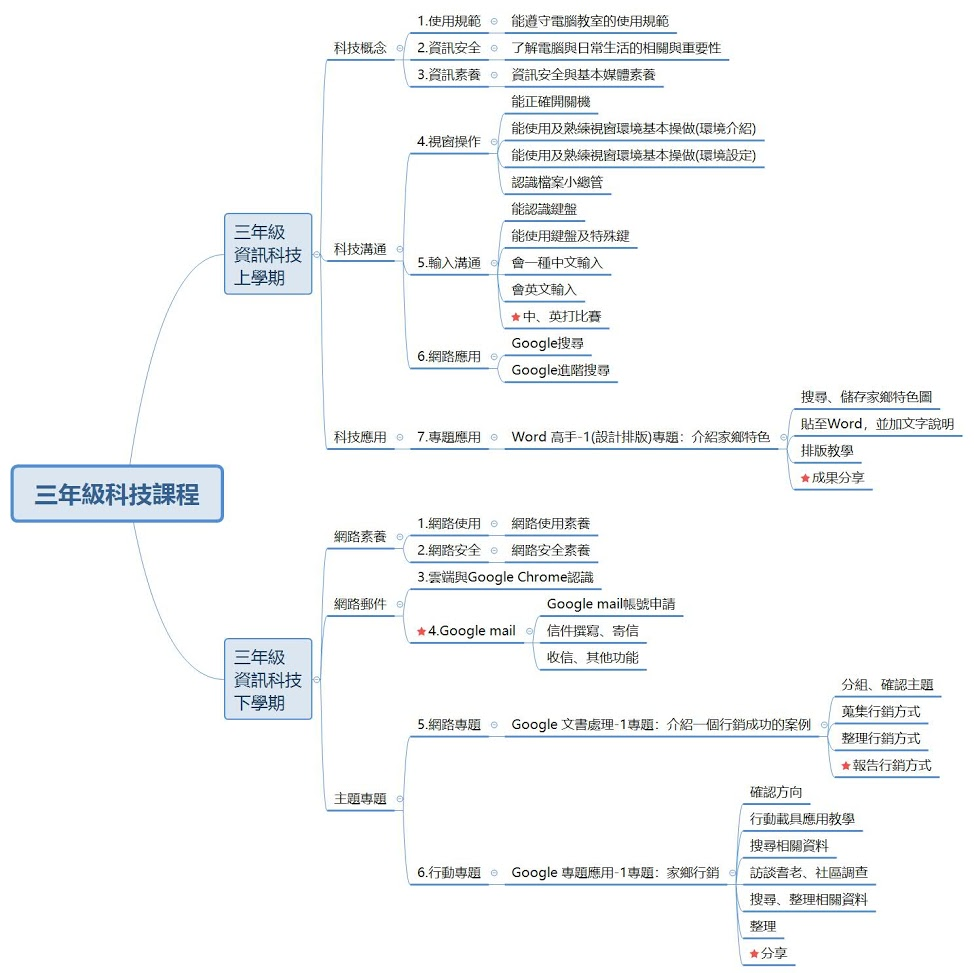 三年級科技課程
三年級
資訊科技
上學期
科技概念
1.使用規範
能遵守電腦教室的使用規範
2.資訊安全
了解電腦與日常生活的相關與重要性
3.資訊素養
資訊安全與基本媒體素養
科技溝通
4.視窗操作
能正確開關機
能使用及熟練視窗環境基本操做(環境介紹)
能使用及熟練視窗環境基本操做(環境設定)
認識檔案小總管
5.輸入溝通
能認識鍵盤
能使用鍵盤及特殊鍵
會一種中文輸入
會英文輸入
中、英打比賽
6.網路應用
Google搜尋
Google進階搜尋
科技應用
7.專題應用
Word 高手-1(設計排版)專題：介紹家鄉特色
搜尋、儲存家鄉特色圖
貼至Word，並加文字說明
排版教學
成果分享
三年級
資訊科技
下學期
網路素養
1.網路使用
網路使用素養
2.網路安全
網路安全素養
網路郵件
3.雲端與Google Chrome認識
4.Google mail
Google mail帳號申請
信件撰寫、寄信
收信、其他功能
主題專題
5.網路專題
Google 文書處理-1專題：介紹一個行銷成功的案例
分組、確認主題
蒐集行銷方式
整理行銷方式
報告行銷方式
6.行動專題
Google 專題應用-1專題：家鄉行銷
確認方向
行動載具應用教學
搜尋相關資料
訪談耆老、社區調查
搜尋、整理相關資料
整理
分享